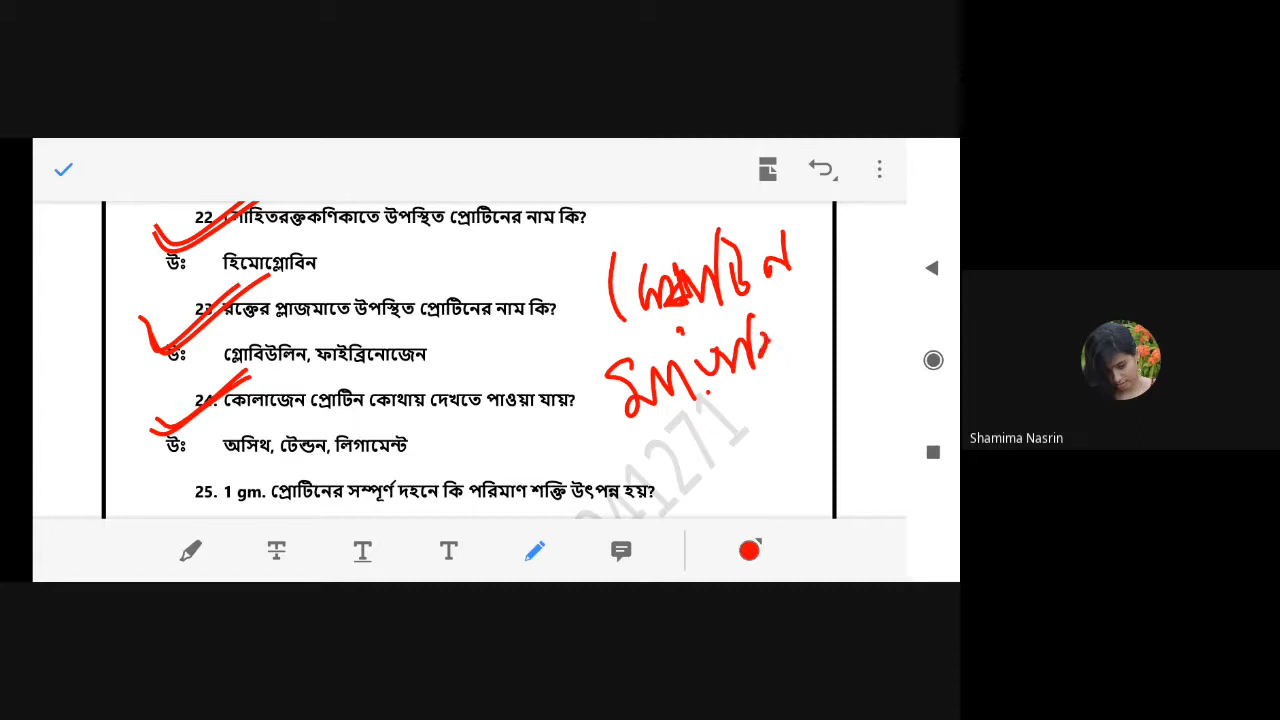 22. লোহিতরক্তকণিকাতে উপস্থিত প্রোটিনের নাম কি?
উঃ হিমোগ্লোবিন
23. রক্তের প্লাজমাতে উপস্থিত প্রোটিনের নাম কি?
উঃ গ্লোবিউলিন, ফাইব্রিনোজেন
24. কোলাজেন প্রোটিন কোথায় দেখতে পাওয়া যায়?
উঃ অসিথ, টেন্ডন, লিগামেন্ট
25. 1 gm. প্রোটিনের সম্পূর্ণ দহনে কি পরিমাণ শক্তি উৎপন্ন হয়?
Shamima Nasrin